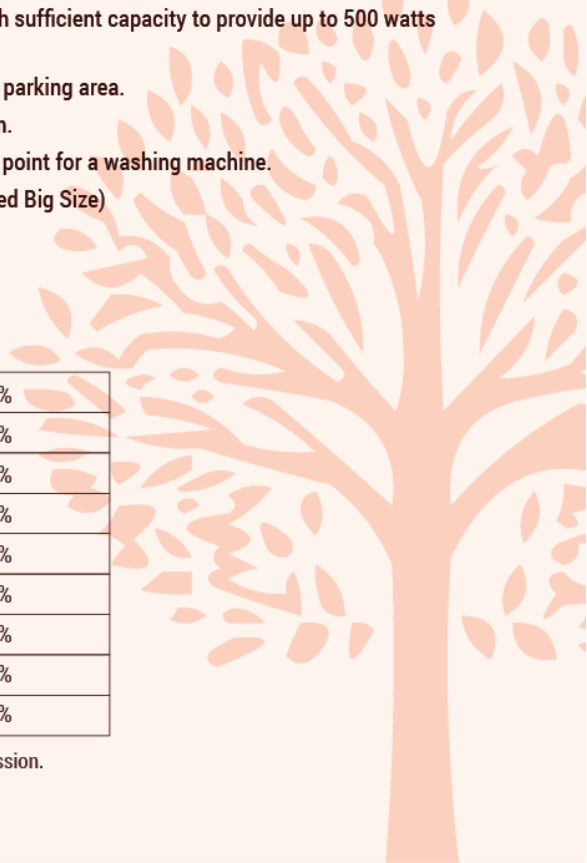 h sufficient capacity to provide up to 500 watts
parking area.
n.
point for a washing machine.
ed Big Size)
%
%
%
%
%
%
%
%
%
ssion.